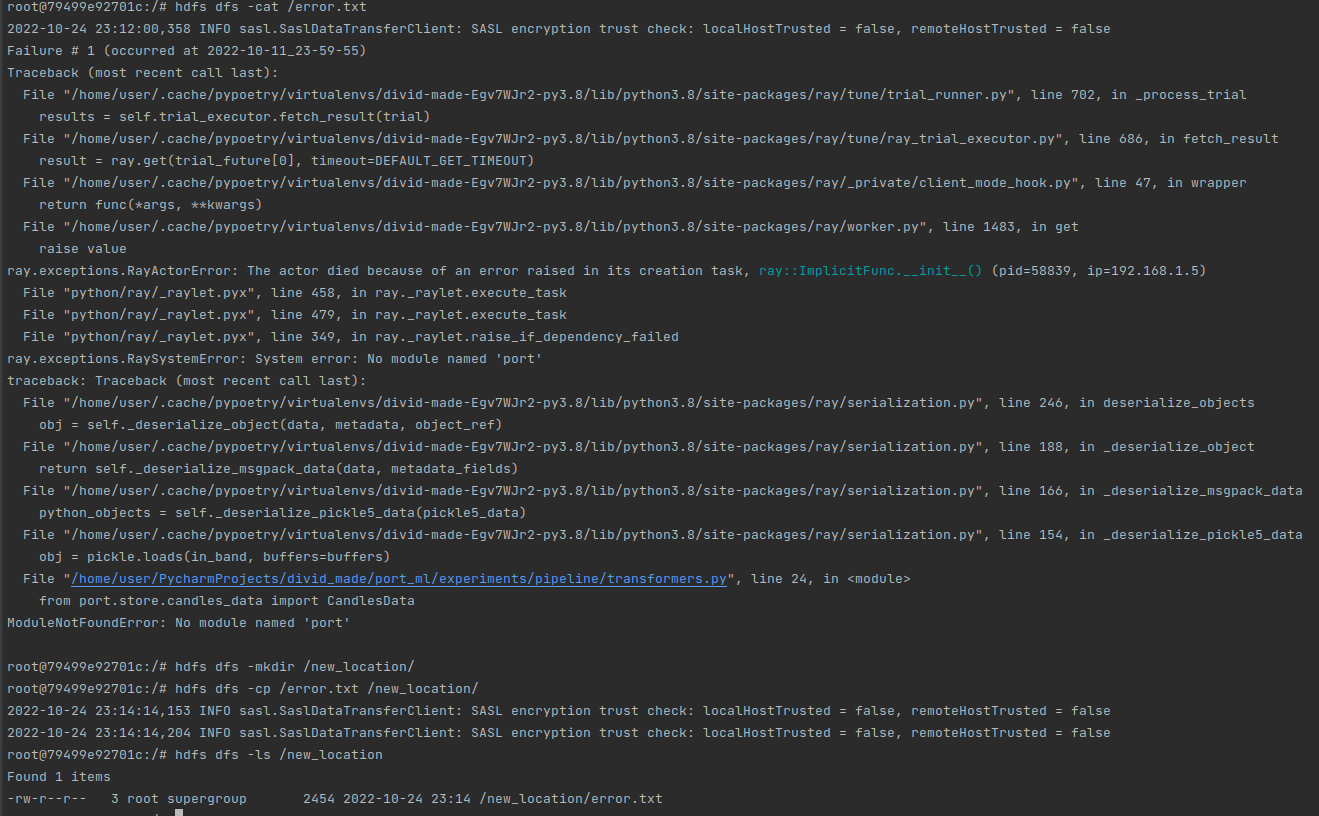 root@79499e92701c:/# hdfs dfs -cat /error.txt
2022-10-24 23:12:00,358 INFO sasl.SaslDataTransferClient: SASL encryption trust check: localHostTrusted = false, remoteHostTrusted = false
Failure # 1 (occurred at 2022-10-11_23-59-55)
Traceback (most recent call last):
  File "/home/user/.cache/pypoetry/virtualenvs/divid-made-Egv7WJr2-py3.8/lib/python3.8/site-packages/ray/tune/trial_runner.py", line 702, in _process_trial
    results = self.trial_executor.fetch_result(trial)
  File "/home/user/.cache/pypoetry/virtualenvs/divid-made-Egv7WJr2-py3.8/lib/python3.8/site-packages/ray/tune/ray_trial_executor.py", line 686, in fetch_result
    result = ray.get(trial_future[0], timeout=DEFAULT_GET_TIMEOUT)
  File "/home/user/.cache/pypoetry/virtualenvs/divid-made-Egv7WJr2-py3.8/lib/python3.8/site-packages/ray/_private/client_mode_hook.py", line 47, in wrapper
    return func(*args, **kwargs)
  File "/home/user/.cache/pypoetry/virtualenvs/divid-made-Egv7WJr2-py3.8/lib/python3.8/site-packages/ray/worker.py", line 1483, in get
    raise value
ray.exceptions.RayActorError: The actor died because of an error raised in its creation task, ray::ImplicitFunc.__init__() (pid=58839, ip=192.168.1.5)
  File "python/ray/_raylet.pyx", line 458, in ray._raylet.execute_task
  File "python/ray/_raylet.pyx", line 479, in ray._raylet.execute_task
  File "python/ray/_raylet.pyx", line 349, in ray._raylet.raise_if_dependency_failed
ray.exceptions.RaySystemError: System error: No module named 'port'
traceback: Traceback (most recent call last):
  File "/home/user/.cache/pypoetry/virtualenvs/divid-made-Egv7WJr2-py3.8/lib/python3.8/site-packages/ray/serialization.py", line 246, in deserialize_objects
    obj = self._deserialize_object(data, metadata, object_ref)
  File "/home/user/.cache/pypoetry/virtualenvs/divid-made-Egv7WJr2-py3.8/lib/python3.8/site-packages/ray/serialization.py", line 188, in _deserialize_object
    return self._deserialize_msgpack_data(data, metadata_fields)
  File "/home/user/.cache/pypoetry/virtualenvs/divid-made-Egv7WJr2-py3.8/lib/python3.8/site-packages/ray/serialization.py", line 166, in _deserialize_msgpack_data
    python_objects = self._deserialize_pickle5_data(pickle5_data)
  File "/home/user/.cache/pypoetry/virtualenvs/divid-made-Egv7WJr2-py3.8/lib/python3.8/site-packages/ray/serialization.py", line 154, in _deserialize_pickle5_data
    obj = pickle.loads(in_band, buffers=buffers)
  File "/home/user/PycharmProjects/divid_made/port_ml/experiments/pipeline/transformers.py", line 24, in <module>
    from port.store.candles_data import CandlesData
ModuleNotFoundError: No module named 'port'
root@79499e92701c:/# hdfs dfs -mkdir /new_location/
root@79499e92701c:/# hdfs dfs -cp /error.txt /new_location/
2022-10-24 23:14:14,153 INFO sasl.SaslDataTransferClient: SASL encryption trust check: localHostTrusted = false, remoteHostTrusted = false
2022-10-24 23:14:14,204 INFO sasl.SaslDataTransferClient: SASL encryption trust check: localHostTrusted = false, remoteHostTrusted = false
root@79499e92701c:/# hdfs dfs -ls /new_location
Found 1 items
-rw-r--r--   3 root supergroup       2454 2022-10-24 23:14 /new_location/error.txt